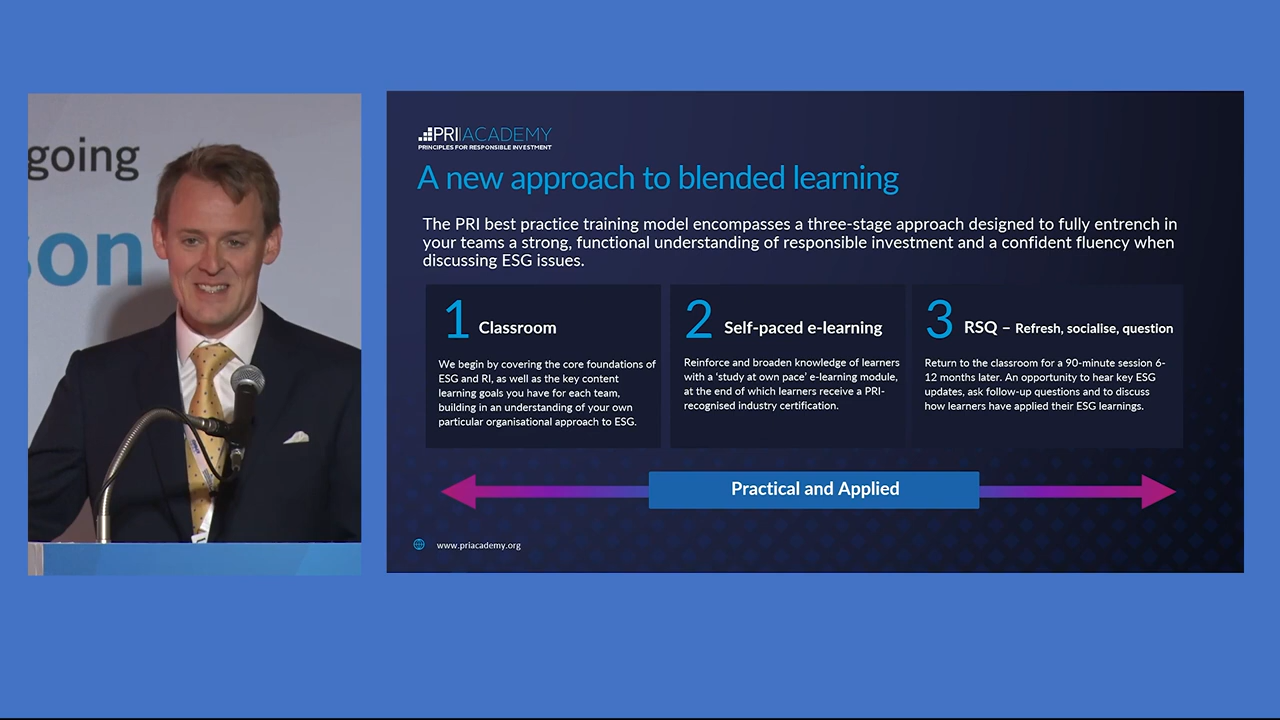 going
son
PRI ACADEMY
PRINCIPLES FOR RESPONSIBLE INVESTMENT
A new approach to blended learning
The PRI best practice training model encompasses a three-stage approach designed to fully entrench in
your teams a strong, functional understanding of responsible investment and a confident fluency when
discussing ESG issues.
1 Classroom
We begin by covering the core foundations of
ESG and RI, as well as the key content
learning goals you have for each team,
building in an understanding of your own
particular organisational approach to ESG.
2 Self-paced e-learning
Reinforce and broaden knowledge of learners
with a ‘study at own pace’ e-learning module,
at the end of which learners receive a PRI-
recognised industry certification.
3 RSQ – Refresh, socialise, question
Return to the classroom for a 90-minute session 6-
12 months later. An opportunity to hear key ESG
updates, ask follow-up questions and to discuss
how learners have applied their ESG learnings.
Practical and Applied
www.priacademy.org